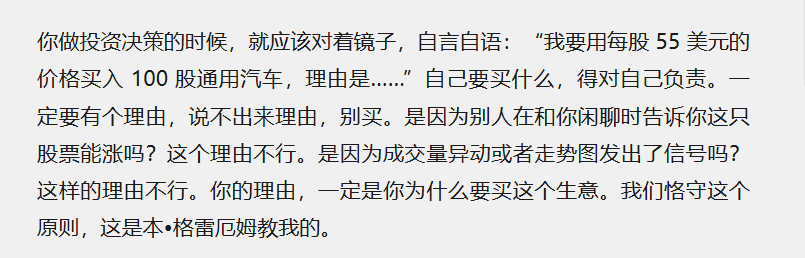 你做投资决策的时候，就应该对着镜子，自言自语：“我要用每股 55 美元的
价格买入 100 股通用汽车，理由是……”自己要买什么，得对自己负责。一
定要有个理由，说不出来理由，别买。是因为别人在和你闲聊时告诉你这只
股票能涨吗？这个理由不行。是因为成交量异动或者走势图发出了信号吗？
这样的理由不行。你的理由，一定是你为什么要买这个生意。我们恪守这个
原则，这是本•格雷厄姆教我的。